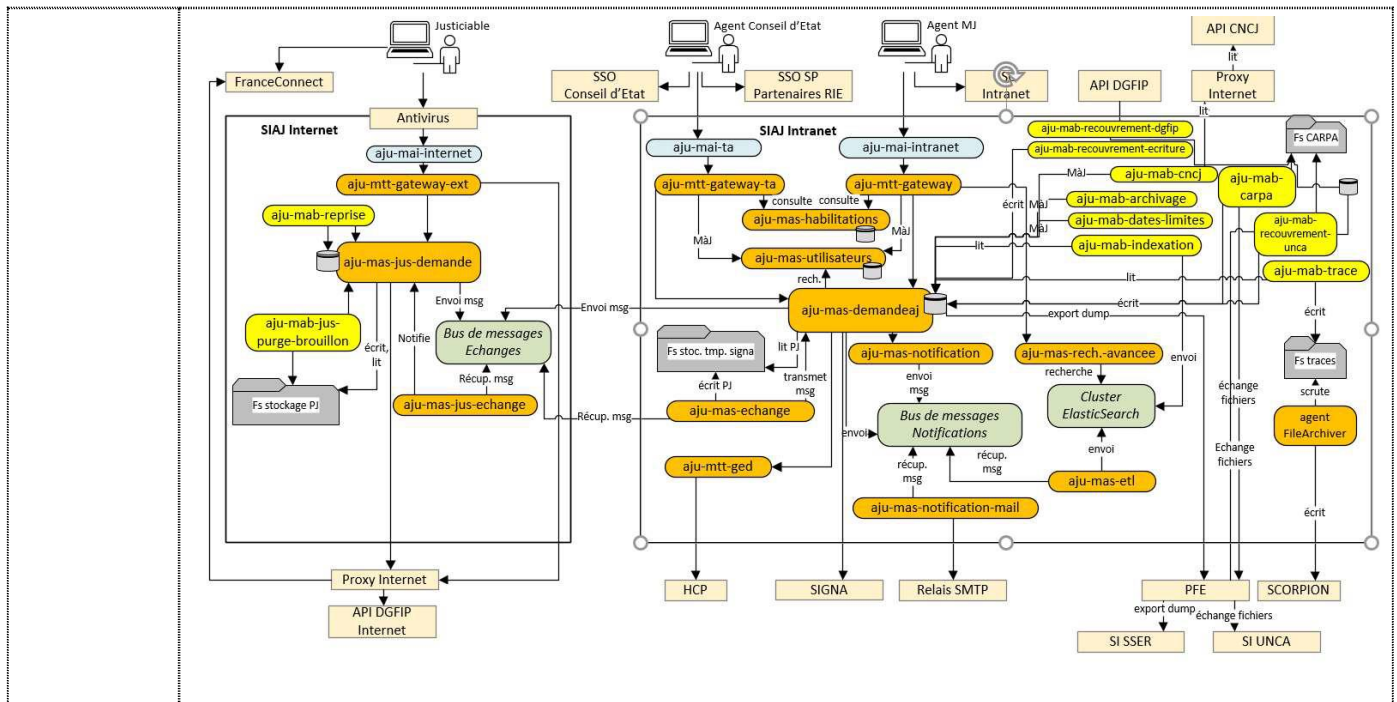 Justiciable
Agent Conseil d'Etat
Agent MJ
API CNCJ
lit
FranceConnect
SSO
Conseil d'Etat
SSO SP
Partenaires RIE
Intranet
API DGFIP
Proxy
Internet
lit
SIAJ Internet
Antivirus
aju-mai-internet
aju-mtt-gateway-ext
aju-mab-reprise
aju-mas-jus-demande
Envoi msg
aju-mab-jus-
purge-brouillon
écrit,
lit
Notifie
Bus de messages
Echanges
Récup. msg
Fs stockage PJ
aju-mas-jus-echange
Proxy Internet
API DGFIP
Internet
SIAJ Intranet
aju-mai-ta
aju-mai-intranet
aju-mtt-gateway-ta
aju-mtt-gateway
consulte
consulte
aju-mas-habilitations
MàJ
MàJ
aju-mas-utilisateurs
rech.
aju-mas-demandeaj
Envoi msg
export dump
aju-mab-recouvrement-dgfip
aju-mab-recouvrement-ecriture
MàJ
aju-mab-cncj
écrit
MàJ
aju-mab-archivage
MàJ
aju-mab-dates-limites
lit
aju-mab-indexation
Fs CARPA
aju-mab-
carpa
aju-mab-
recouvrement-
unca
lit
aju-mab-trace
écrit
écrit
Fs stoc. tmp. signa
lit PJ
écrit PJ
transmet
msg
aju-mas-echange
Récup. msg
aju-mas-notification
envoi
msg
aju-mas-rech.-avancee
recherche
envoi
Fs traces
scrute
Cluster
ElasticSearch
échange
fichiers
agent
FileArchiver
Bus de messages
Notifications
envoi
envoi
Echange
fichiers
aju-mtt-ged
récup.
msg
récup.
msg
aju-mas-etl
aju-mas-notification-mail
écrit
HCP
SIGNA
Relais SMTP
PFE
SCORPION
export dump
échange fichiers
SI SSER
SI UNCA